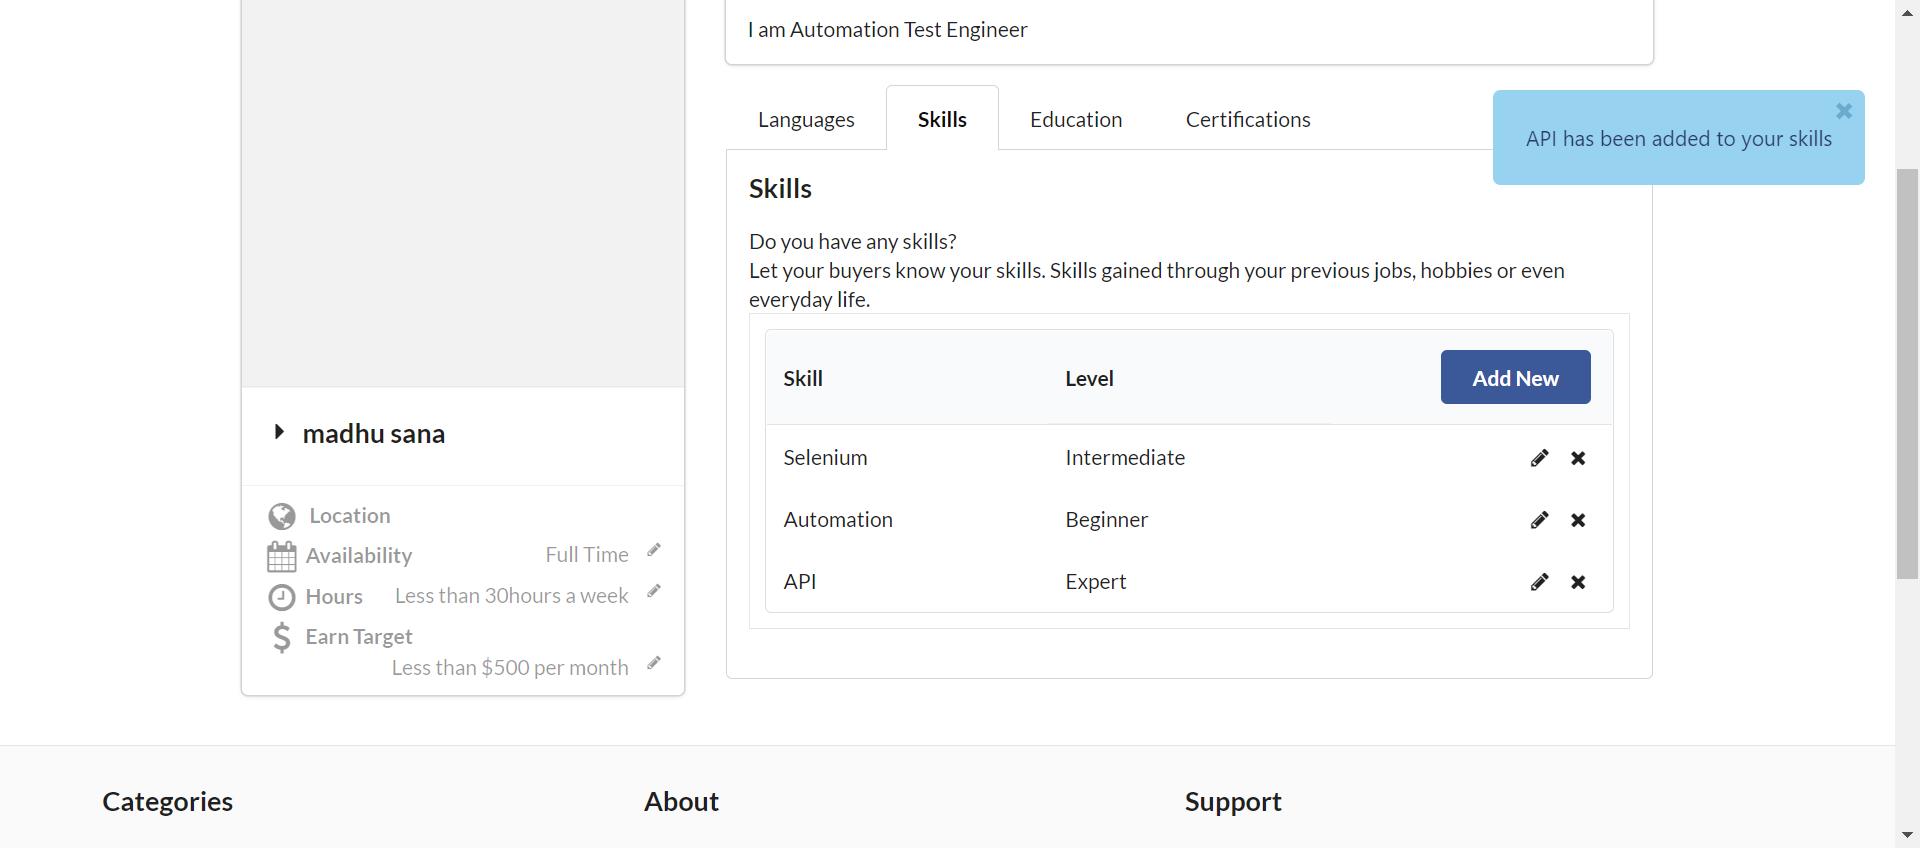 I am Automation Test Engineer
Languages
Skills
Education
Certifications
API has been added to your skills
Skills
Do you have any skills?
Let your buyers know your skills. Skills gained through your previous jobs, hobbies or even
everyday life.
Skill Level Add New
Selenium Intermediate
Automation Beginner
API Expert
madhu sana
Location
Availability Full Time
Hours Less than 30hours a week
Earn Target
Less than $500 per month
Categories
About
Support